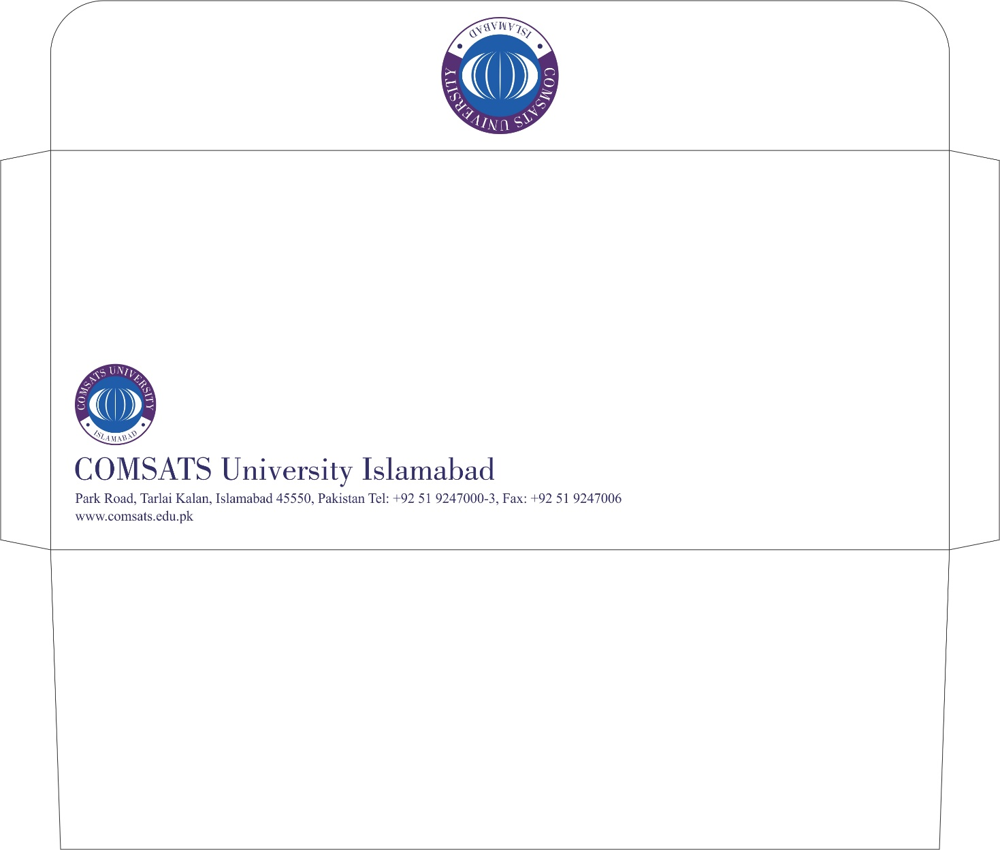 COMSATS UNIVERSITY
ISLAMABAD
COMSATS UNIVERSITY
ISLAMABAD
COMSATS University Islamabad
Park Road, Tarlai Kalan, Islamabad 45550, Pakistan Tel: +92 51 9247000-3, Fax: +92 51 9247006
www.comsats.edu.pk